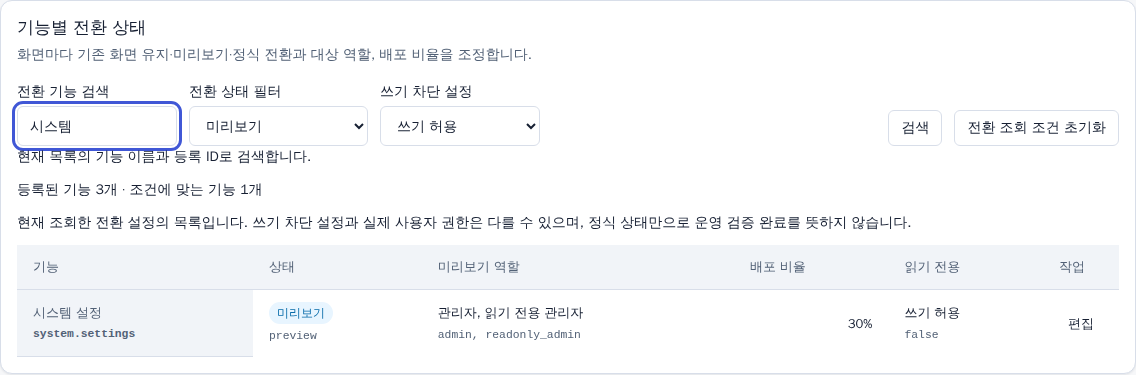 기능별 전환 상태
화면마다 기존 화면 유지·미리보기·정식 전환과 대상 역할, 배포 비율을 조정합니다.
전환 기능 검색 전환 상태 필터 쓰기 차단 설정
시스템 미리보기 쓰기 허용 검색 전환 조회 조건 초기화
현재 목록의 기능 이름과 등록 ID로 검색합니다.
등록된 기능 3개 · 조건에 맞는 기능 1개
현재 조회한 전환 설정의 목록입니다. 쓰기 차단 설정과 실제 사용자 권한은 다를 수 있으며, 정식 상태만으로 운영 검증 완료를 뜻하지 않습니다.
기능 상태 미리보기 역할 배포 비율 읽기 전용 작업
시스템 설정 미리보기 관리자, 읽기 전용 관리자 30% 쓰기 허용 편집
system.settings preview admin, readonly_admin false